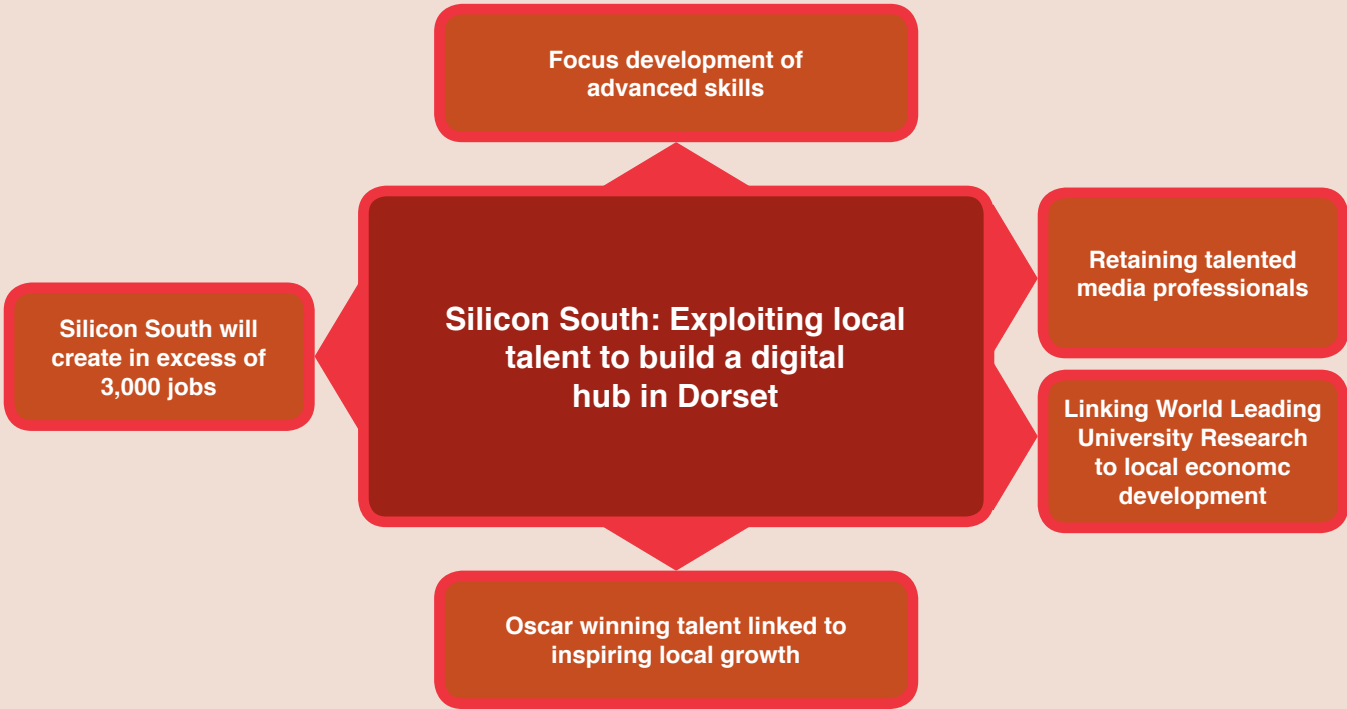 Focus development of
advanced skills
Silicon South will
create in excess of
3,000 jobs
Silicon South: Exploiting local
talent to build a digital
hub in Dorset
Retaining talented
media professionals
Linking World Leading
University Research
to local economc
development
Oscar winning talent linked to
inspiring local growth